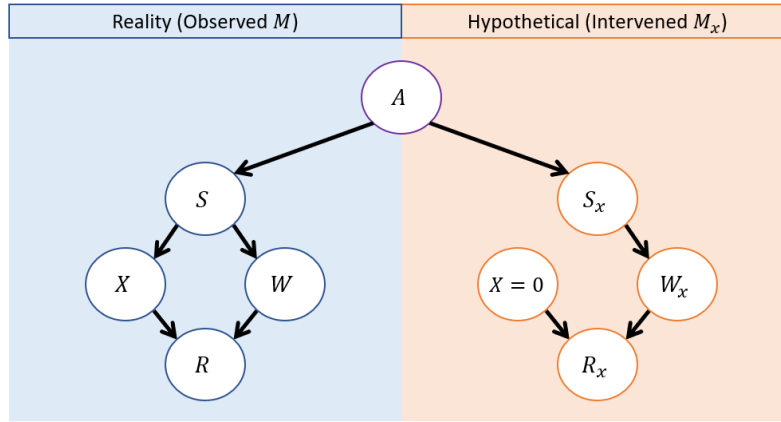 Reality (Observed M) Hypothetical (Intervened Mₓ)
A
S Sₓ
X W X = 0 Wₓ
R Rₓ